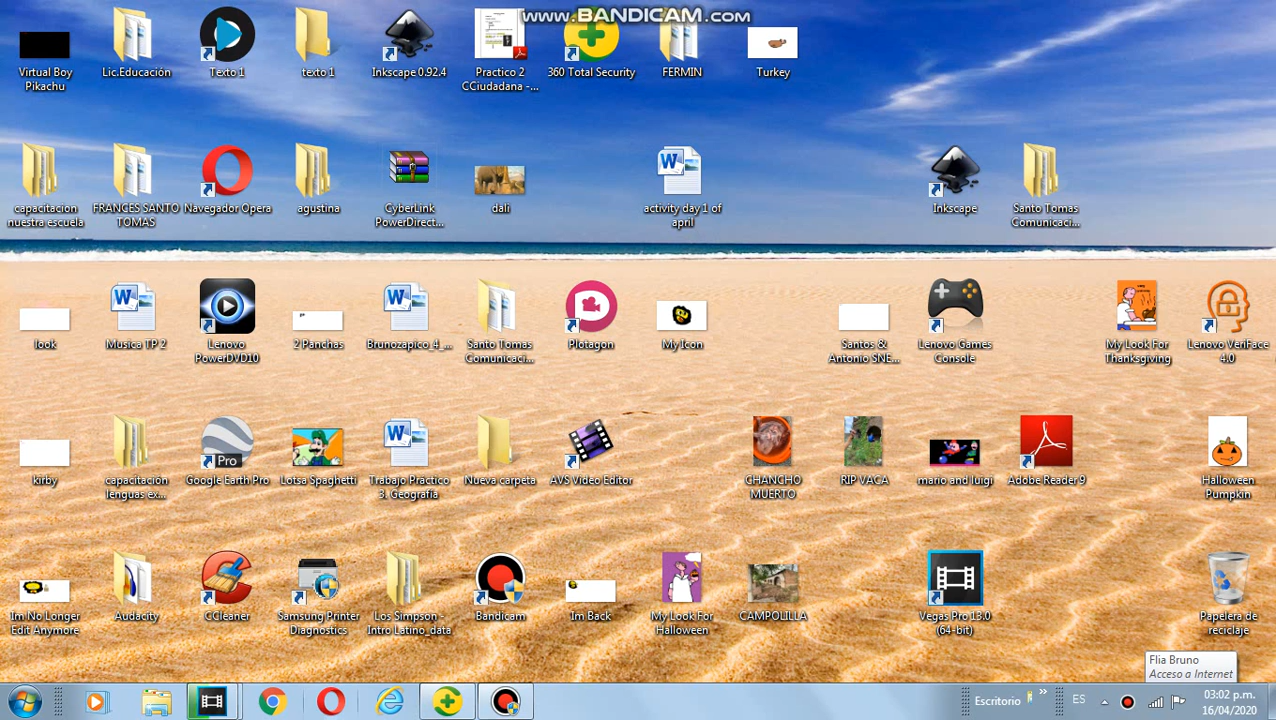 www.BANDICAM.com
Virtual Boy
Pikachu
Lic.Educación
Texto 1
texto 1
Inkscape 0.92.4
Practico 2
CCiudadana -...
360 Total Security
FERMIN
Turkey
capacitacion
nuestra escuela
FRANCES SANTO
TOMAS
Navegador Opera
agustina
CyberLink
PowerDirect...
dali
activity day 1 of
april
Inkscape
Santo Tomas
Comunicaci...
look
Musica TP 2
Lenovo
PowerDVD10
2 Panchas
Brunozapico_4_...
Santo Tomas
Comunicaci...
Plotagon
My Icon
Santos &
Antonio SNE...
Lenovo Games
Console
My Look For
Thanksgiving
Lenovo VeriFace
4.0
kirby
capacitación
lenguas ex...
Pro
Google Earth Pro
Lotsa Spaghetti
Trabajo Practico
3. Geografía
Nueva carpeta
AVS Video Editor
CHANCHO
MUERTO
RIP VACA
mario and luigi
Adobe Reader 9
Halloween
Pumpkin
Im No Longer
Edit Anymore
Audacity
CCleaner
Samsung Printer
Diagnostics
Los Simpson -
Intro Latino_data
Bandicam
Im Back
My Look For
Halloween
CAMPOLILLA
Vegas Pro 13.0
(64-bit)
Papelera de
reciclaje
Flia Bruno
Acceso a Internet
Escritorio
ES
03:02 p.m.
16/04/2020